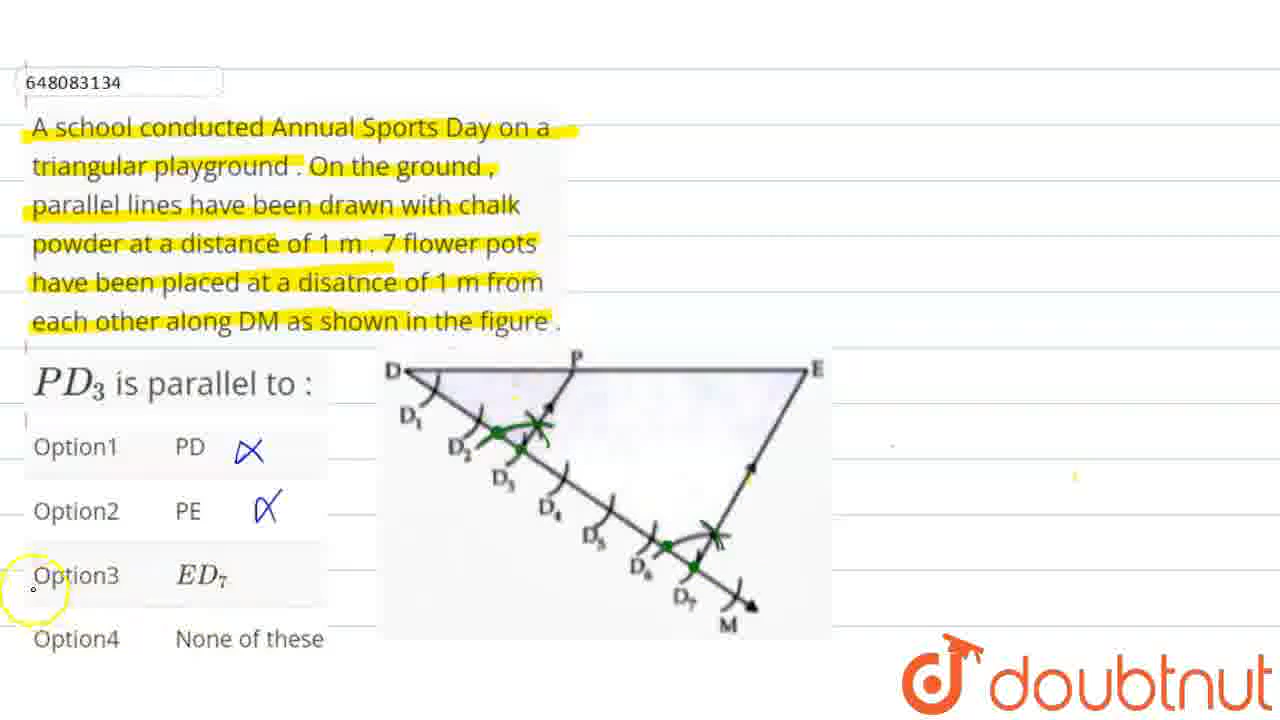 648083134
A school conducted Annual Sports Day on a
triangular playground . On the ground ,
parallel lines have been drawn with chalk
powder at a distance of 1 m . 7 flower pots
have been placed at a disatnce of 1 m from
each other along DM as shown in the figure .
PD₃ is parallel to :
Option1 PD
Option2 PE
Option3 ED₇
Option4 None of these
D P E
D₁
D₂
D₃
D₄
D₅
D₆
D₇
M
doubtnut